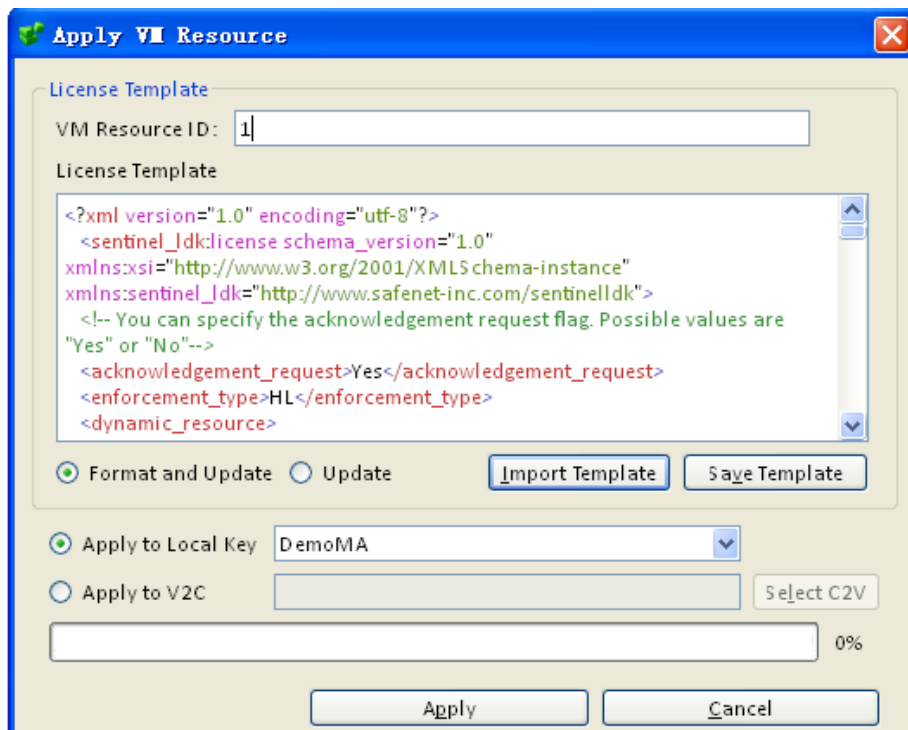 Apply VM Resource
License Template
VM Resource ID: 1
License Template
<?xml version="1.0" encoding="utf-8"?>
<sentinel_ldk:license schema_version="1.0"
xmlns:xsi="http://www.w3.org/2001/XMLSchema-instance"
xmlns:sentinel_ldk="http://www.safenet-inc.com/sentinelldk">
<!-- You can specify the acknowledgement request flag. Possible values are
"Yes" or "No"-->
<acknowledgement_request>Yes</acknowledgement_request>
<enforcement_type>HL</enforcement_type>
<dynamic_resource>
Format and Update Update Import Template Save Template
Apply to Local Key DemoMA
Apply to V2C Select C2V
0%
Apply Cancel